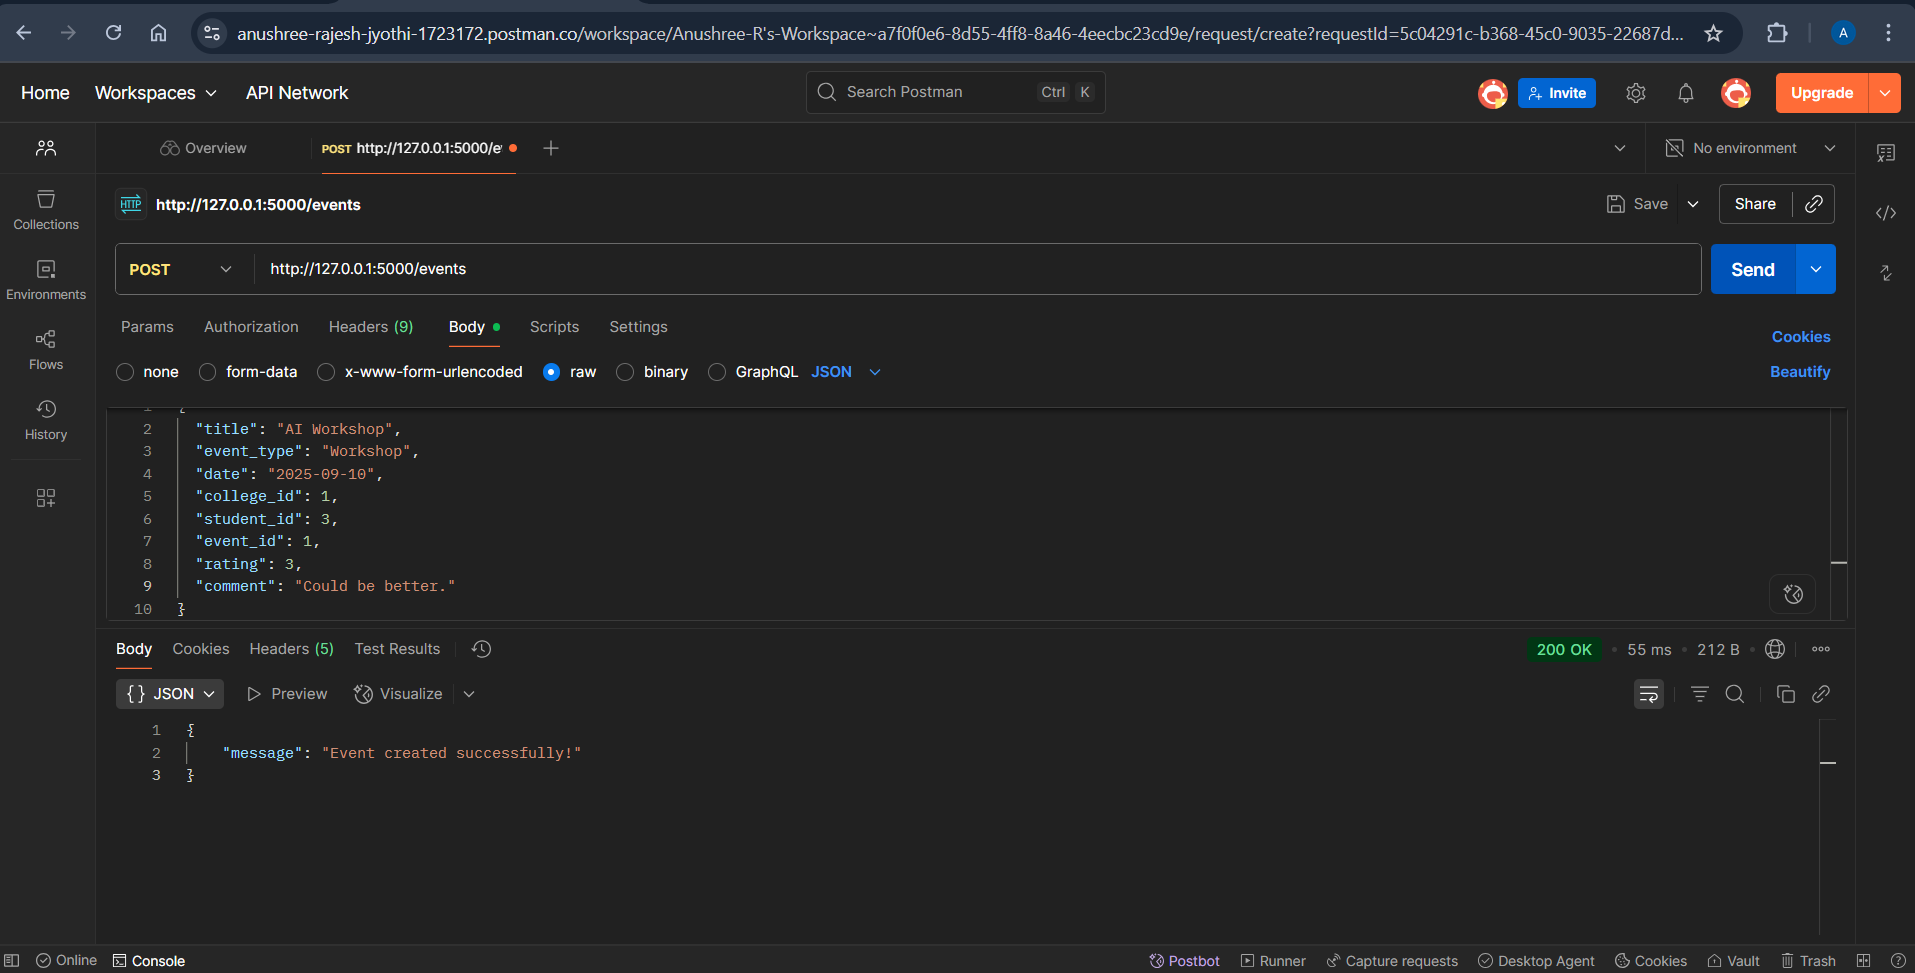 anushree-rajesh-jyothi-1723172.postman.co/workspace/Anushree-R's-Workspace~a7f0f0e6-8d55-4ff8-8a46-4eecbc23cd9e/request/create?requestId=5c04291c-b368-45c0-9035-22687d...
A
Home
Workspaces
API Network
Search Postman
Ctrl
K
Invite
Upgrade
Overview
POST http://127.0.0.1:5000/e
No environment
Collections
Environments
Flows
History
HTTP
http://127.0.0.1:5000/events
Save
Share
POST
http://127.0.0.1:5000/events
Send
Params
Authorization
Headers (9)
Body
Scripts
Settings
Cookies
none
form-data
x-www-form-urlencoded
raw
binary
GraphQL
JSON
Beautify
2 "title": "AI Workshop",
3 "event_type": "Workshop",
4 "date": "2025-09-10",
5 "college_id": 1,
6 "student_id": 3,
7 "event_id": 1,
8 "rating": 3,
9 "comment": "Could be better."
10 }
Body
Cookies
Headers (5)
Test Results
200 OK
55 ms
212 B
{} JSON
Preview
Visualize
1 {
2 "message": "Event created successfully!"
3 }
Online
Console
Postbot
Runner
Capture requests
Desktop Agent
Cookies
Vault
Trash